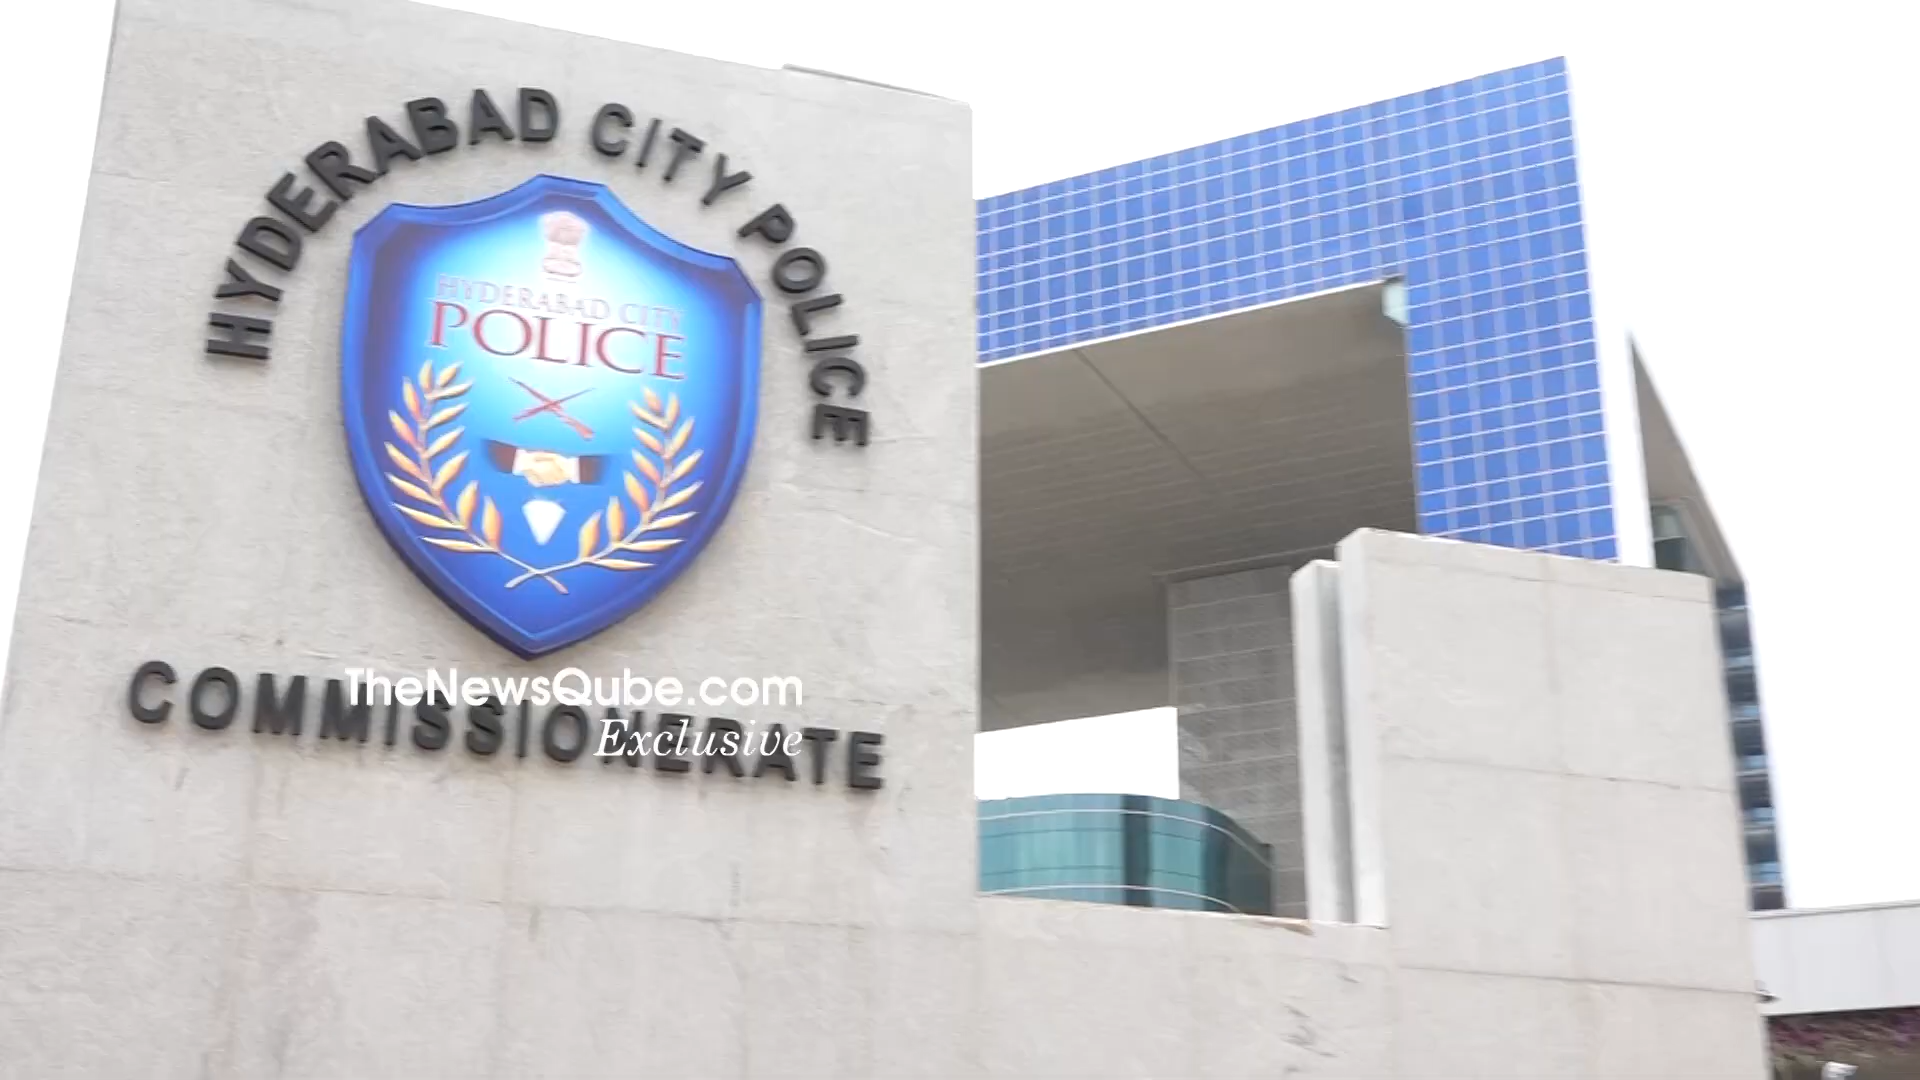 HYDERABAD CITY POLICE
HYDERABAD CITY
POLICE
COMMISSIONERATE
TheNewsQube.com
Exclusive